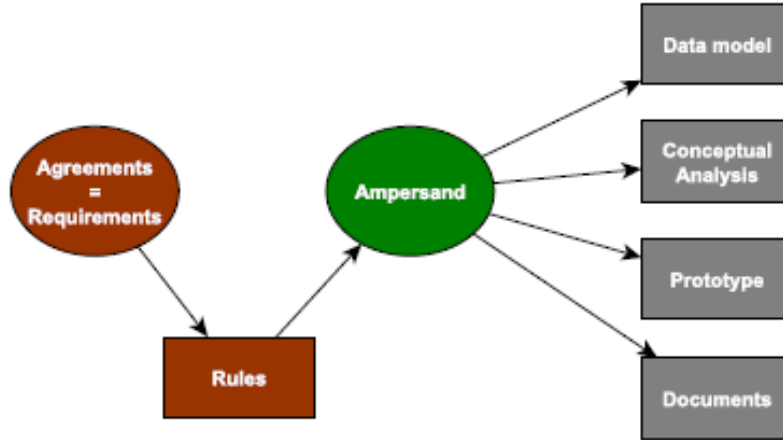 Agreements
=
Requirements
Rules
Ampersand
Data model
Conceptual
Analysis
Prototype
Documents